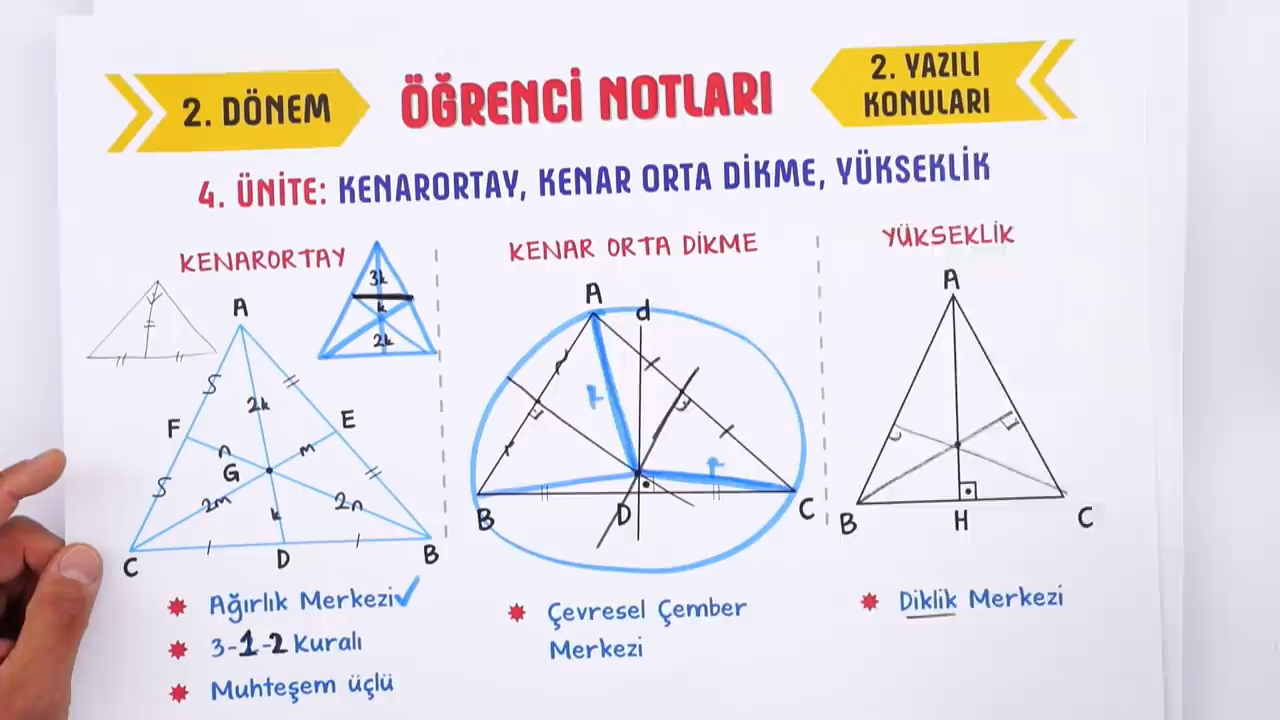 2. DÖNEM
ÖĞRENCİ NOTLARI
2. YAZILI
KONULARI
4. ÜNİTE: KENARORTAY, KENAR ORTA DİKME, YÜKSEKLİK
KENARORTAY
3k
k
2k
A
S
2k
F
E
n
m
G
S
2m
k
2n
C
D
B
* Ağırlık Merkezi
* 3-1-2 Kuralı
* Muhteşem üçlü
KENAR ORTA DİKME
A
d
r
r
B
D
C
* Çevresel Çember
Merkezi
YÜKSEKLİK
A
B
H
C
* Diklik Merkezi